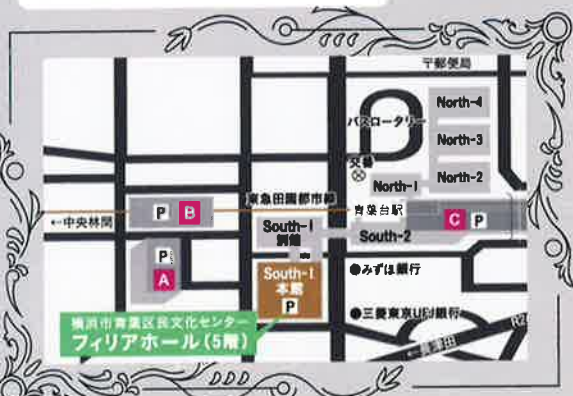 〒郵便局
North-4
バスロータリー
North-3
交番
North-2
North-1
東急田園都市線
P B
青葉台駅
C P
←中央林間
South-1
別館
South-2
P
A
South-1
本館
P
●みずほ銀行
●三菱東京UFJ銀行
横浜市青葉区民文化センター
フィリアホール(5階)
←長津田